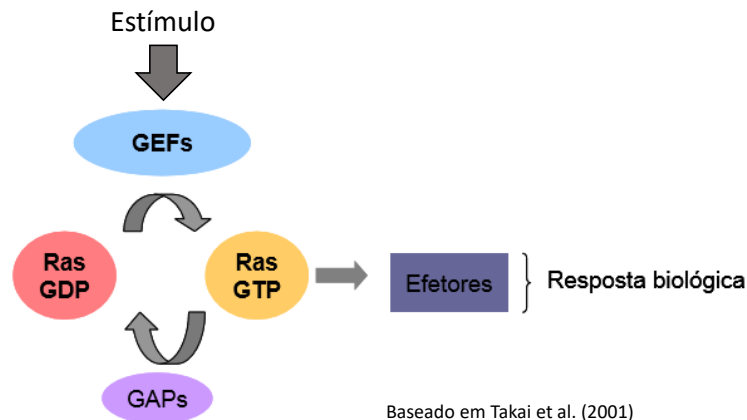 Estímulo
GEFs
Ras
GDP
Ras
GTP
Efetores
Resposta biológica
GAPs
Baseado em Takai et al. (2001)